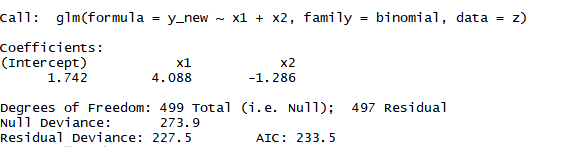 Call:  glm(formula = y_new ~ x1 + x2, family = binomial, data = z)
Coefficients:
(Intercept)           x1           x2
      1.742        4.088       -1.286
Degrees of Freedom: 499 Total (i.e. Null);  497 Residual
Null Deviance:      273.9
Residual Deviance: 227.5        AIC: 233.5